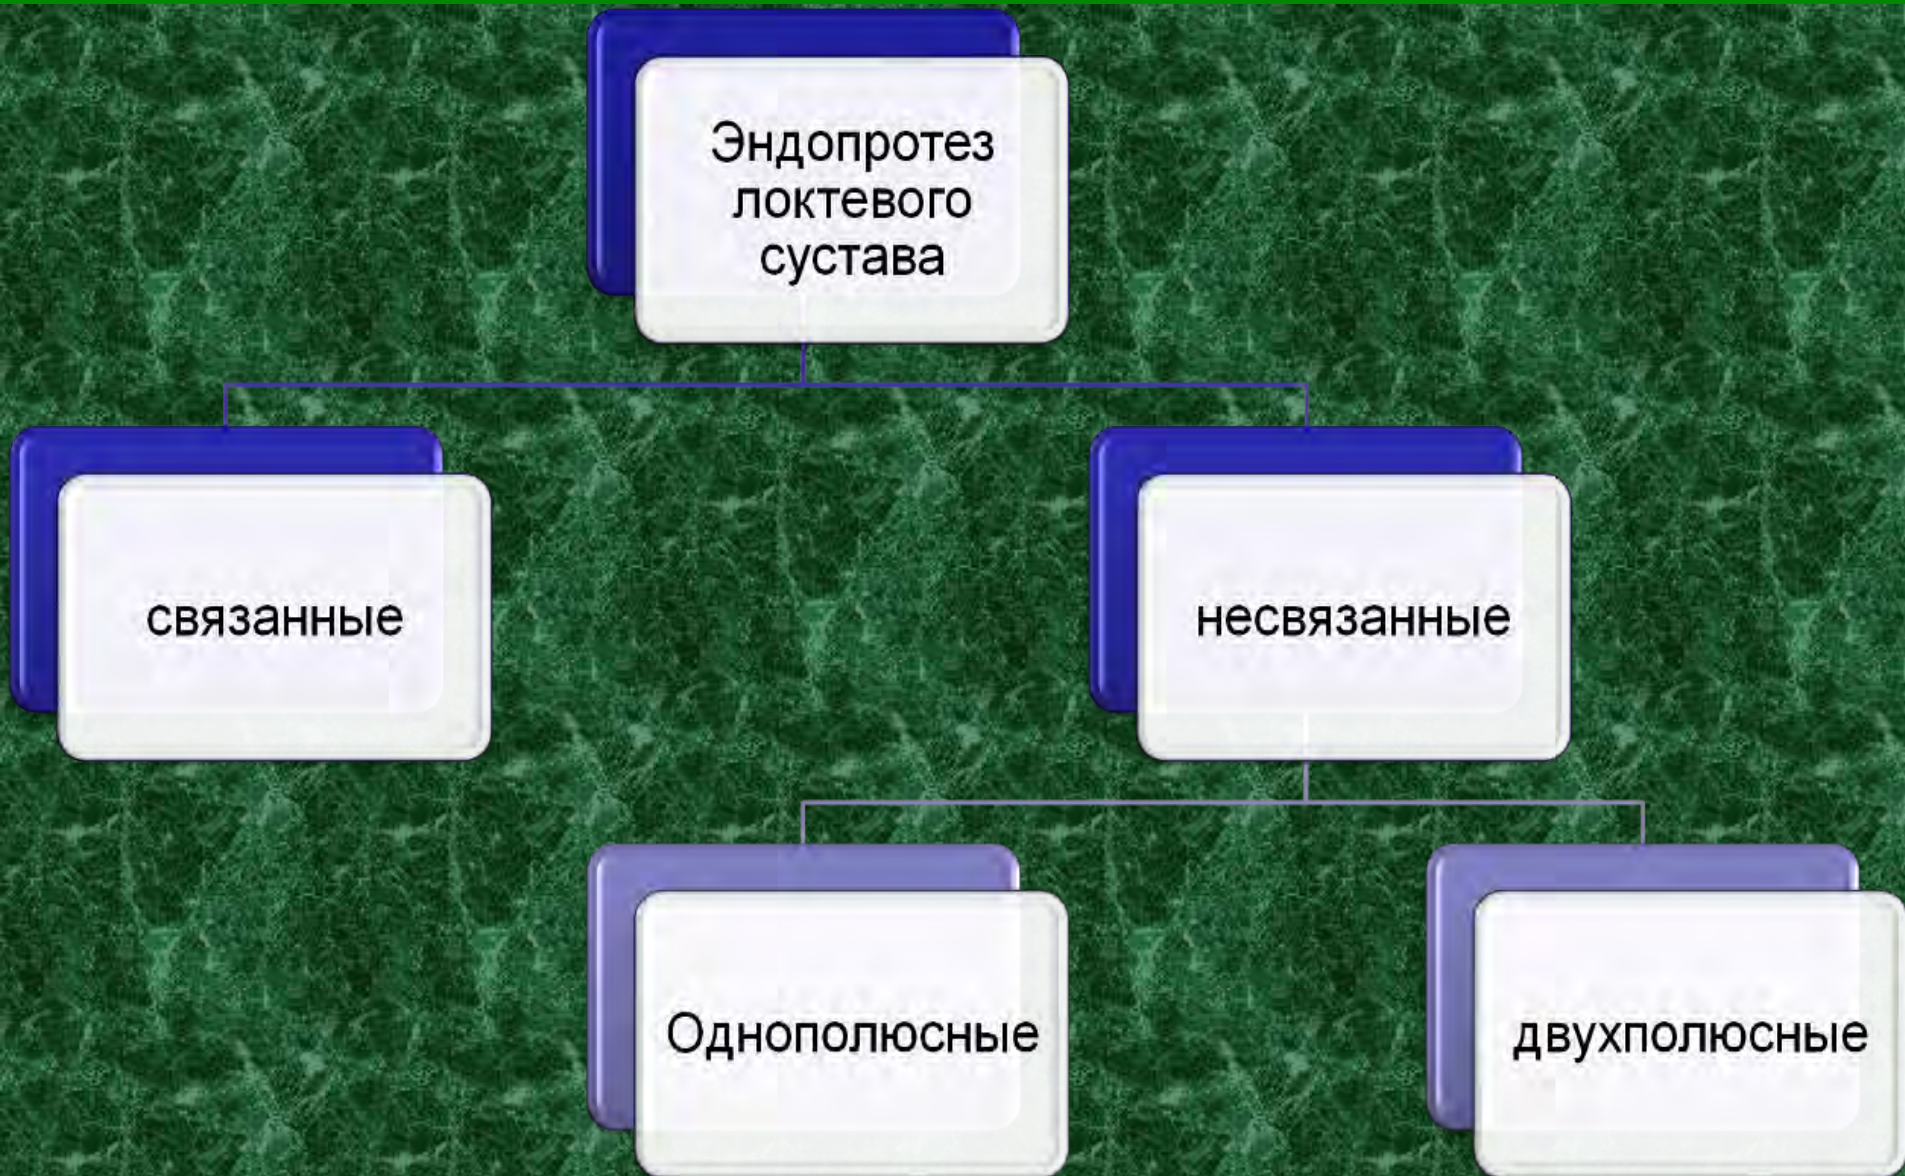 Эндопротез
локтевого
сустава
связанные
несвязанные
Однополюсные
двухполюсные